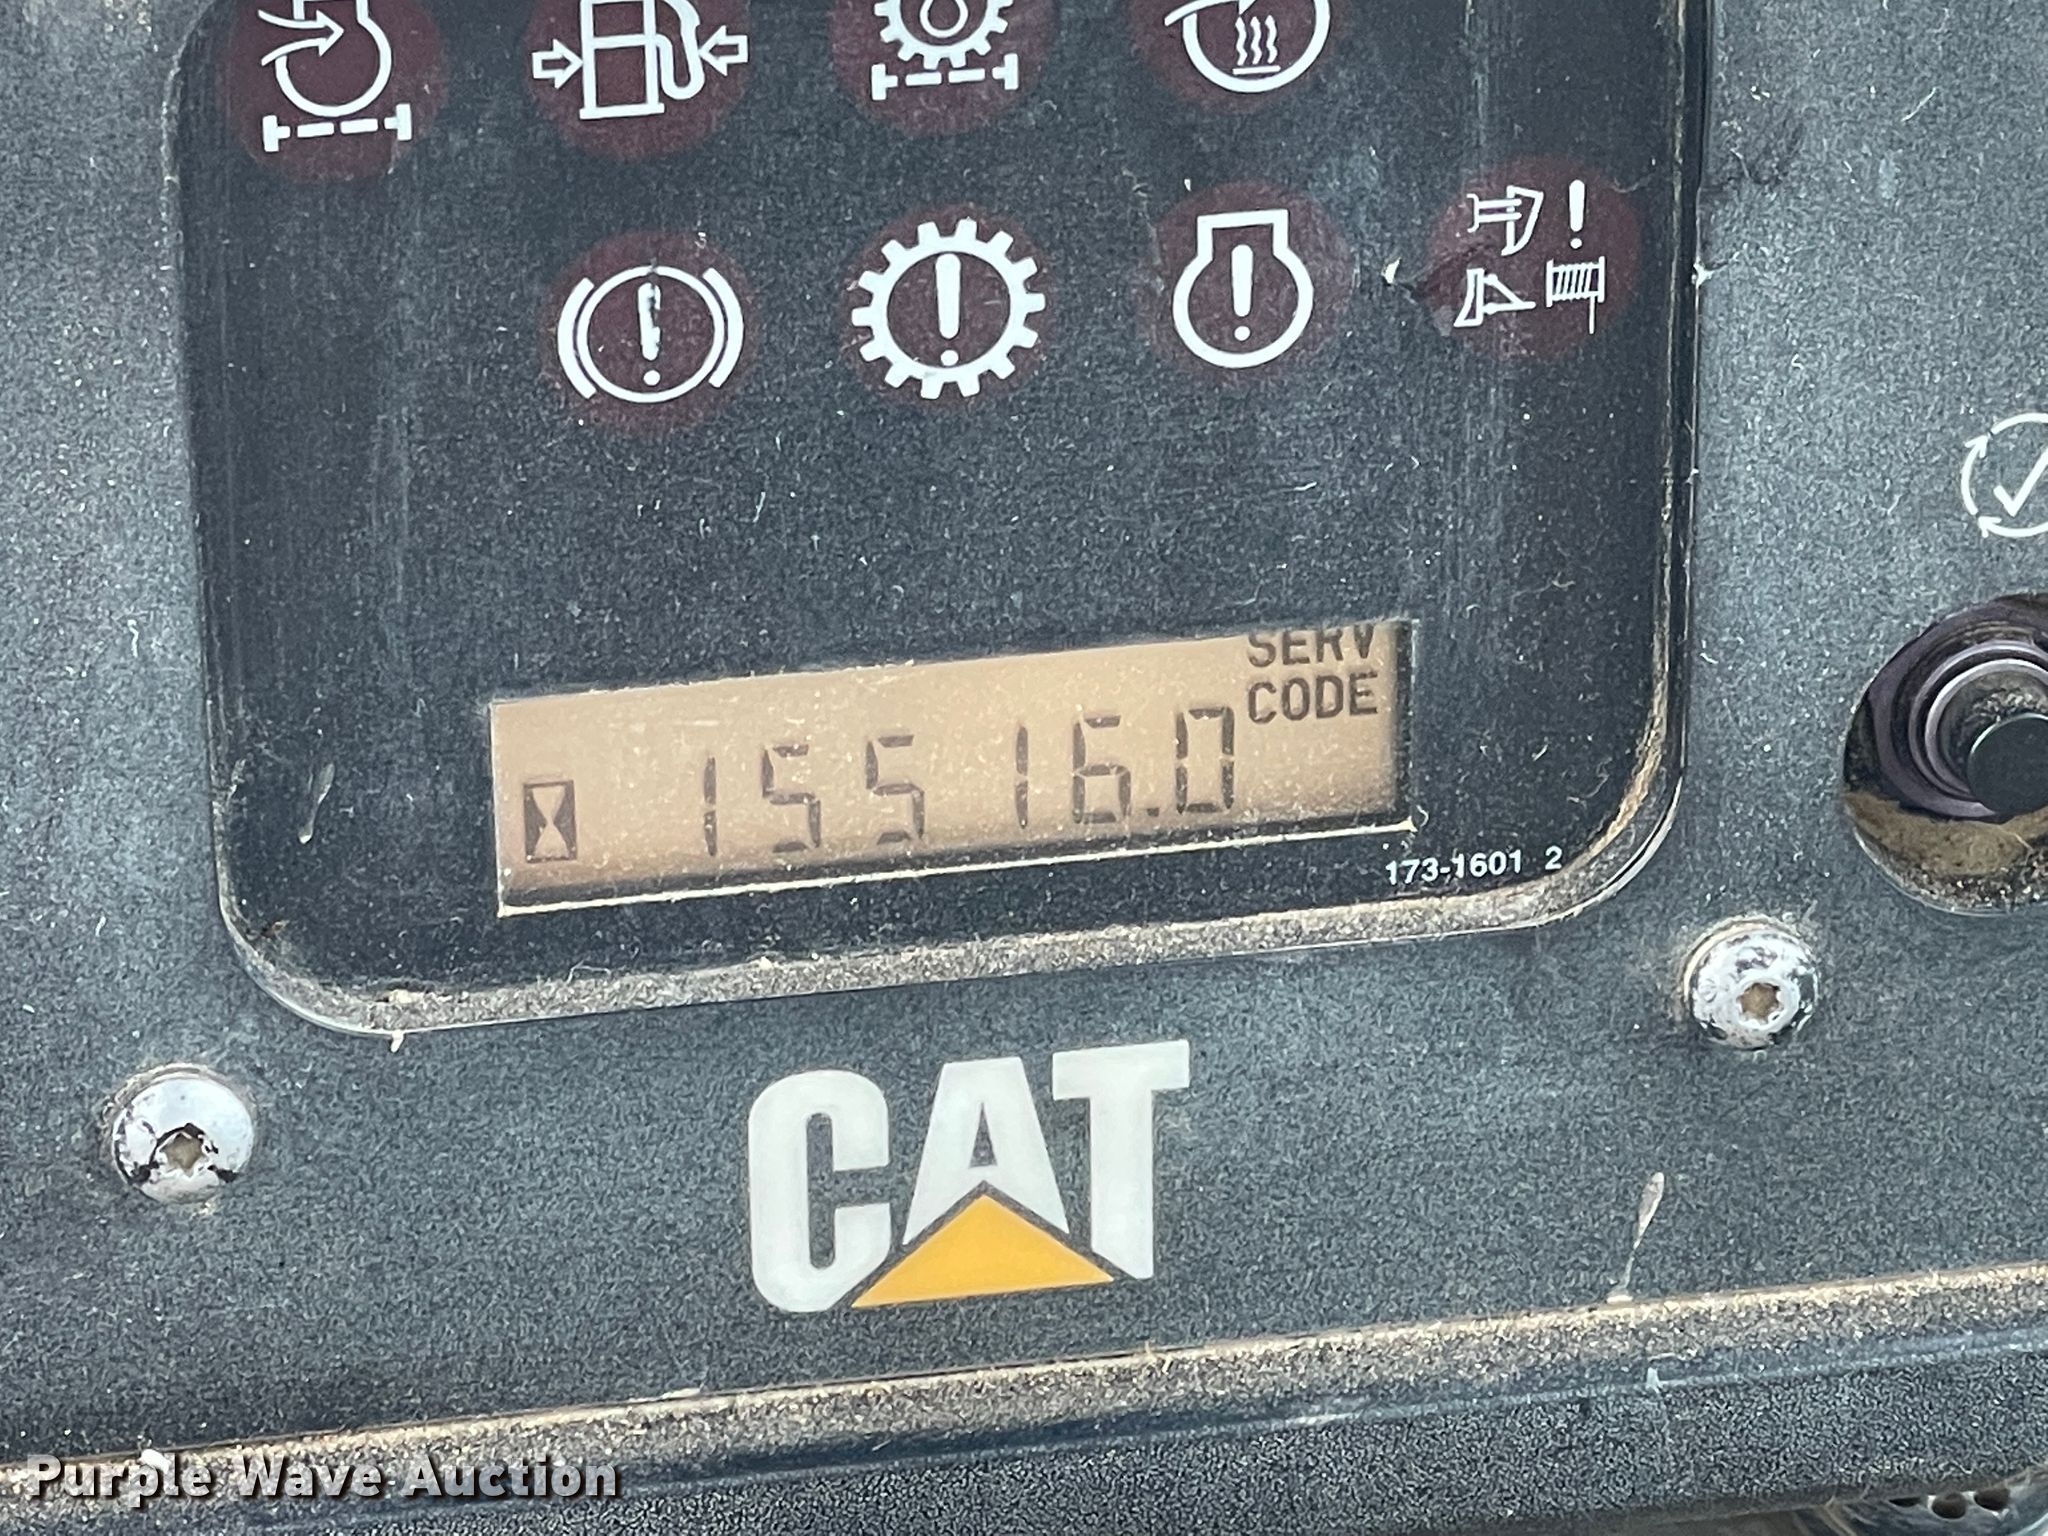 SERV
CODE
15516.0
173-1601 2
CAT
Purple Wave Auction